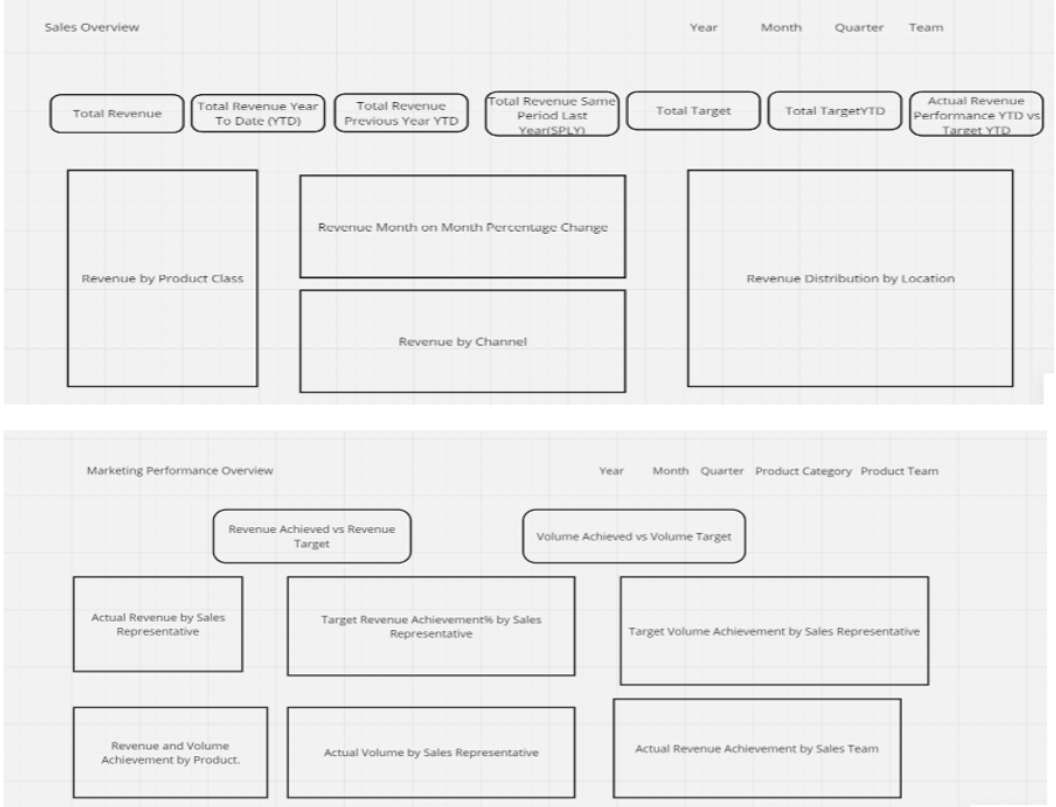 Sales Overview
Year
Month
Quarter
Team
Total Revenue
Total Revenue Year
To Date (YTD)
Total Revenue
Previous Year YTD
Total Revenue Same
Period Last
Year(SPLY)
Total Target
Total TargetYTD
Actual Revenue
Performance YTD vs
Target YTD
Revenue by Product Class
Revenue Month on Month Percentage Change
Revenue by Channel
Revenue Distribution by Location
Marketing Performance Overview
Year
Month
Quarter
Product Category
Product Team
Revenue Achieved vs Revenue
Target
Volume Achieved vs Volume Target
Actual Revenue by Sales
Representative
Target Revenue Achievement% by Sales
Representative
Target Volume Achievement by Sales Representative
Revenue and Volume
Achievement by Product.
Actual Volume by Sales Representative
Actual Revenue Achievement by Sales Team